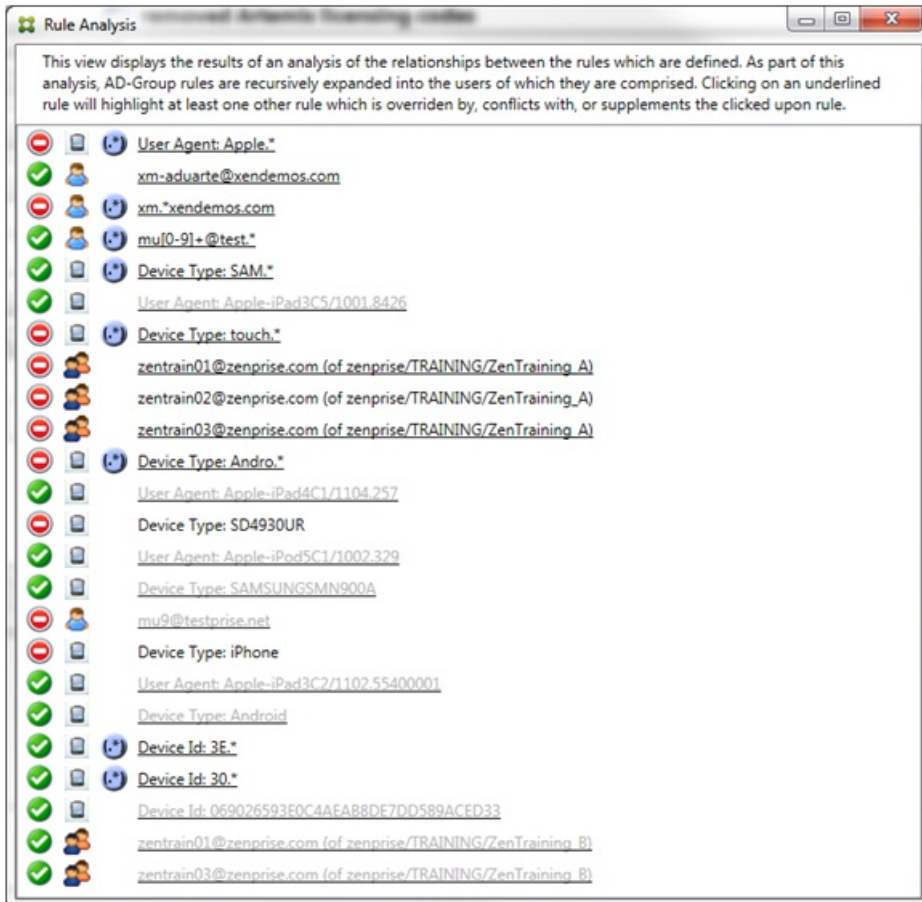 removed Artemis licensing codes
Rule Analysis
This view displays the results of an analysis of the relationships between the rules which are defined. As part of this
analysis, AD-Group rules are recursively expanded into the users of which they are comprised. Clicking on an underlined
rule will highlight at least one other rule which is overriden by, conflicts with, or supplements the clicked upon rule.
(.*) User Agent: Apple.*
xm-aduarte@xendemos.com
(.*) xm.*xendemos.com
(.*) mu[0-9]+@test.*
(.*) Device Type: SAM.*
User Agent: Apple-iPad3C5/1001.8426
(.*) Device Type: touch.*
zentrain01@zenprise.com (of zenprise/TRAINING/ZenTraining_A)
zentrain02@zenprise.com (of zenprise/TRAINING/ZenTraining_A)
zentrain03@zenprise.com (of zenprise/TRAINING/ZenTraining_A)
(.*) Device Type: Andro.*
User Agent: Apple-iPad4C1/1104.257
Device Type: SD4930UR
User Agent: Apple-iPod5C1/1002.329
Device Type: SAMSUNGSMN900A
mu9@testprise.net
Device Type: iPhone
User Agent: Apple-iPad3C2/1102.55400001
Device Type: Android
(.*) Device Id: 3E.*
(.*) Device Id: 30.*
Device Id: 069026593E0C4AEAB8DE7DD589ACED33
zentrain01@zenprise.com (of zenprise/TRAINING/ZenTraining_B)
zentrain03@zenprise.com (of zenprise/TRAINING/ZenTraining_B)